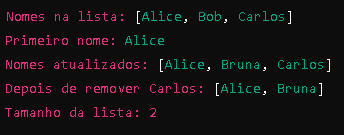 Nomes na lista: [Alice, Bob, Carlos]
Primeiro nome: Alice
Nomes atualizados: [Alice, Bruna, Carlos]
Depois de remover Carlos: [Alice, Bruna]
Tamanho da lista: 2